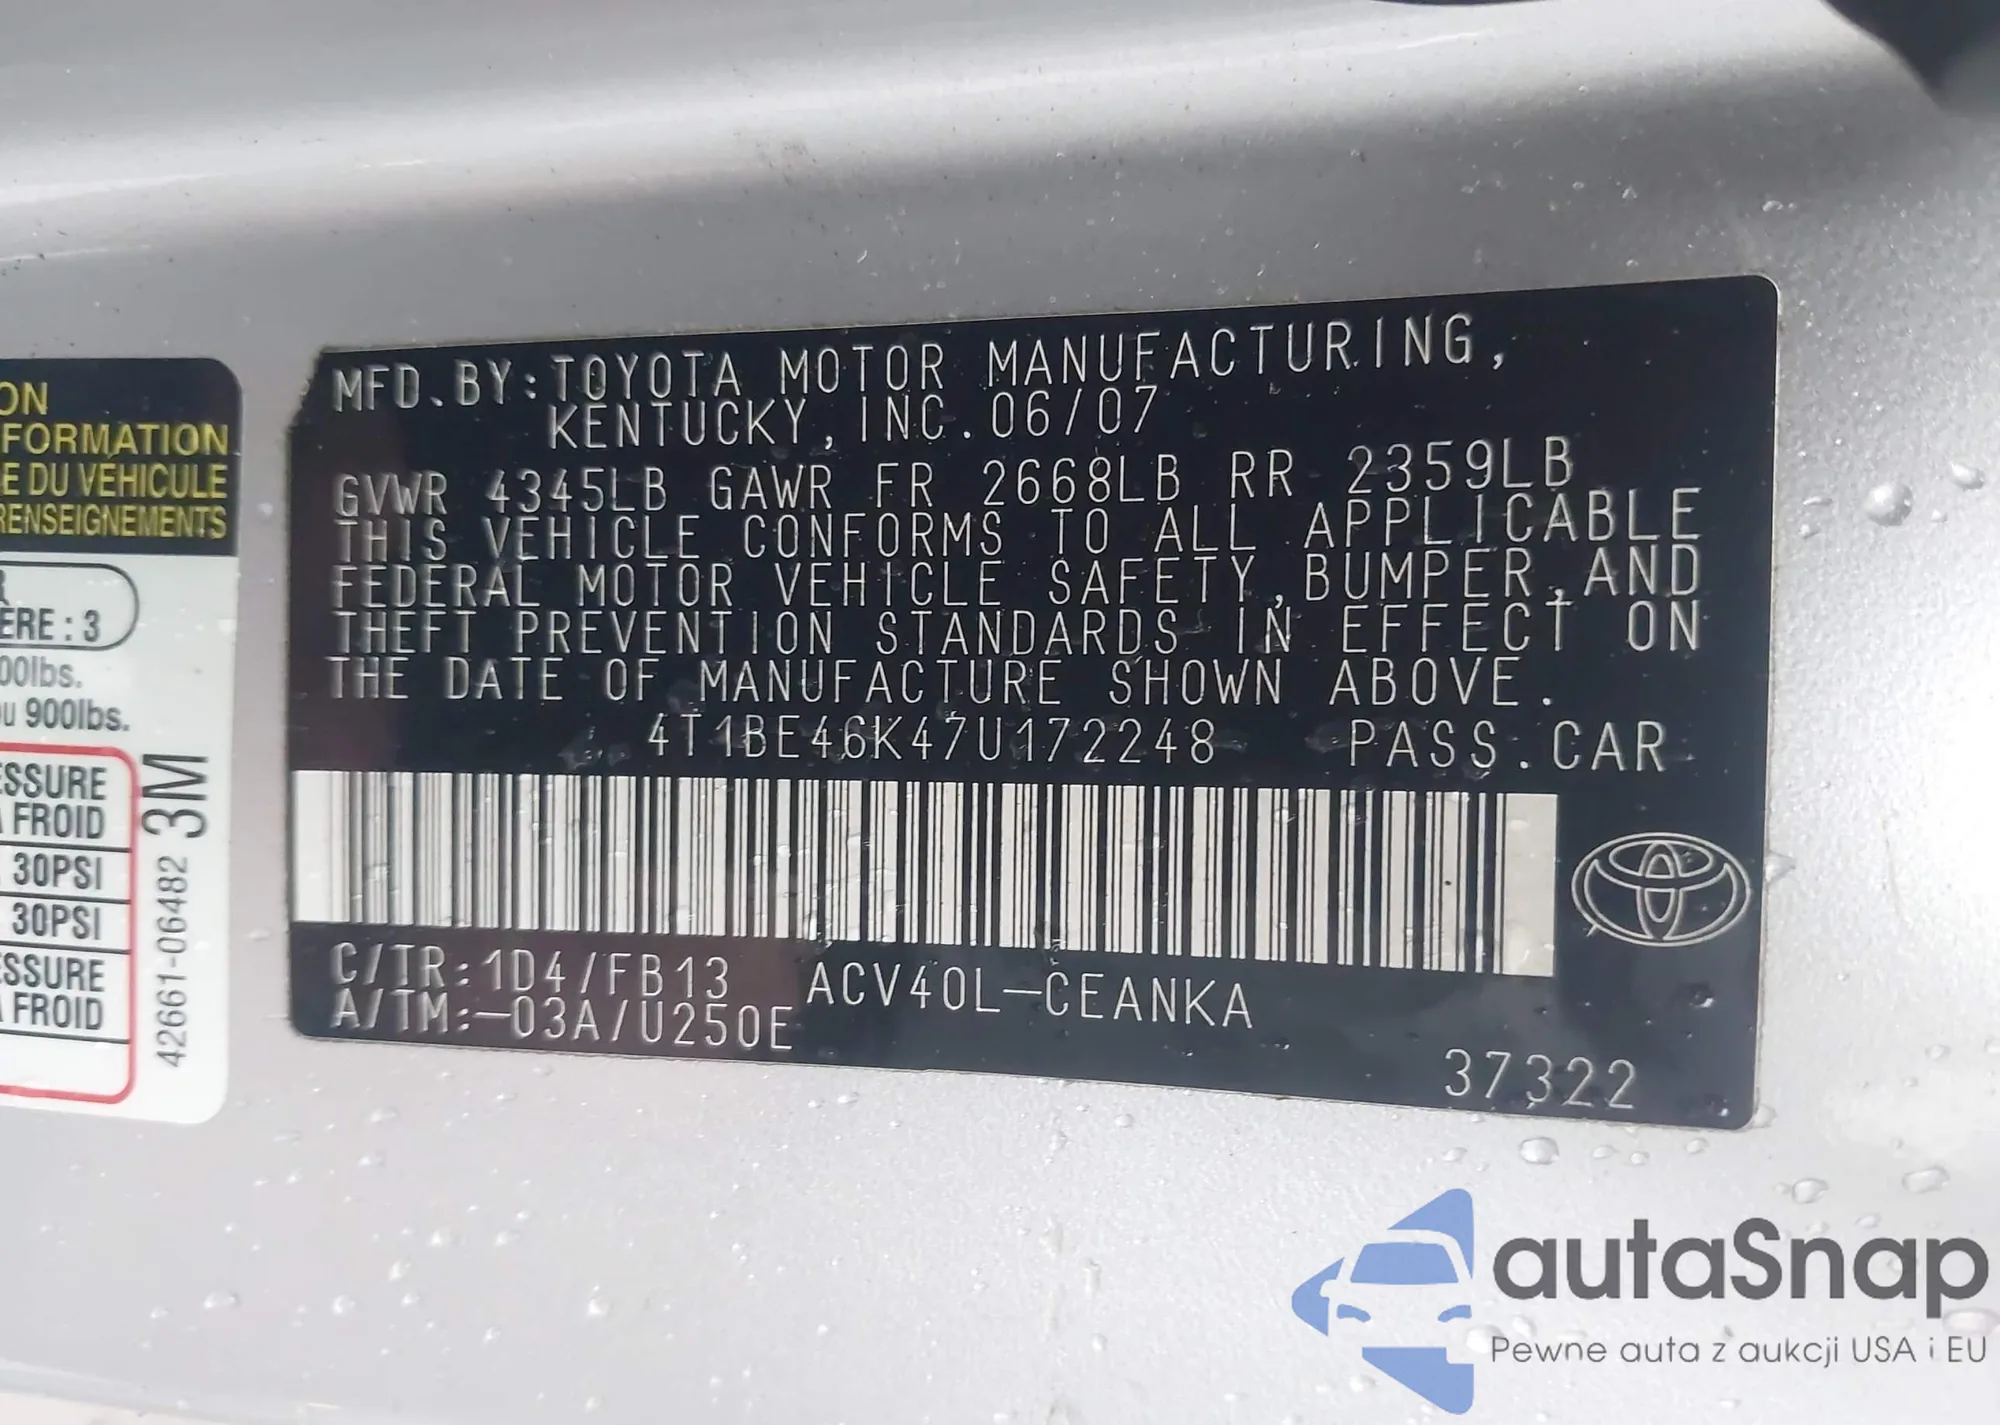 ON
FORMATION
E DU VÉHICULE
RENSEIGNEMENTS
ERE : 3
00lbs.
ou 900lbs.
ESSURE
A FROID
30PSI
30PSI
ESSURE
A FROID
42661-06482 3M
MFD.BY:TOYOTA MOTOR MANUFACTURING,
KENTUCKY, INC.06/07
GVWR 4345LB GAWR FR 2668LB RR 2359LB
THIS VEHICLE CONFORMS TO ALL APPLICABLE
FEDERAL MOTOR VEHICLE SAFETY,BUMPER,AND
THEFT PREVENTION STANDARDS IN EFFECT ON
THE DATE OF MANUFACTURE SHOWN ABOVE.
4T1BE46K47U172248 PASS.CAR
C/TR:1D4/FB13 ACV40L-CEANKA
A/TM:-03A/U250E
37322
autaSnap
Pewne auta z aukcji USA i EU